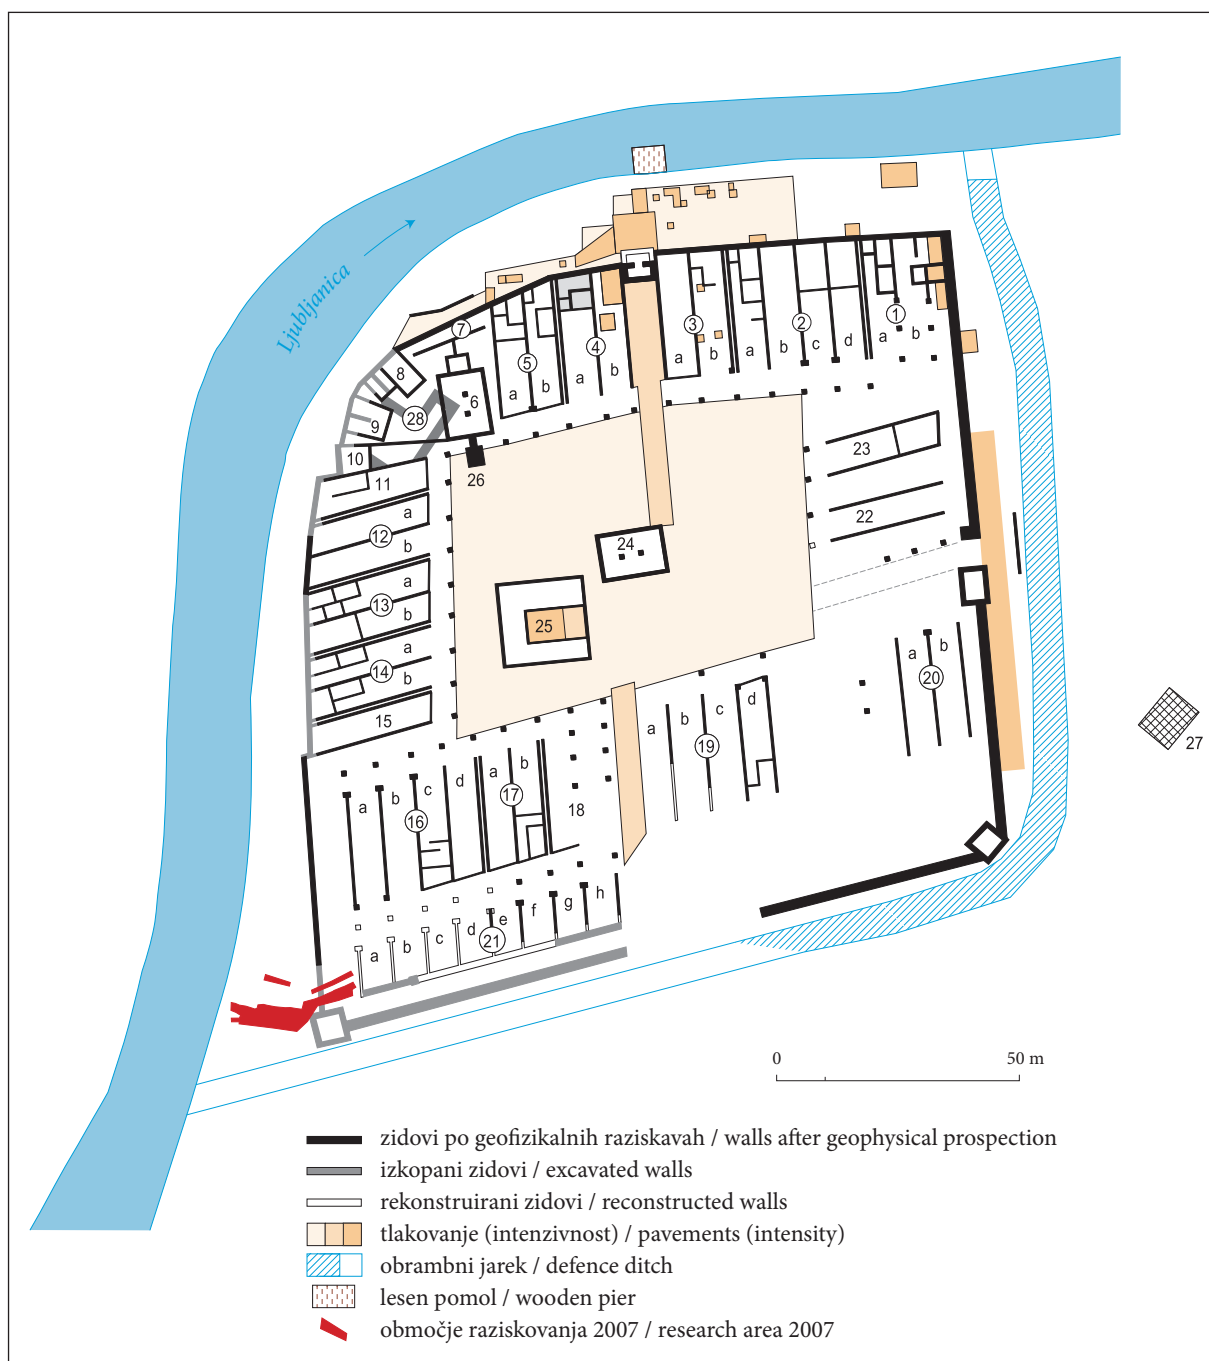 Ljubljanica
1
a
b
2
a
b
c
d
3
a
b
4
a
b
5
a
b
6
7
8
9
28
10
11
26
12
a
b
13
a
b
14
a
b
15
23
22
24
25
20
a
b
27
16
a
b
c
d
17
a
b
18
19
a
b
c
d
21
a
b
c
d
e
f
g
h
0 50 m
zidovi po geofizikalnih raziskavah / walls after geophysical prospection
izkopani zidovi / excavated walls
rekonstruirani zidovi / reconstructed walls
tlakovanje (intenzivnost) / pavements (intensity)
obrambni jarek / defence ditch
lesen pomol / wooden pier
območje raziskovanja 2007 / research area 2007